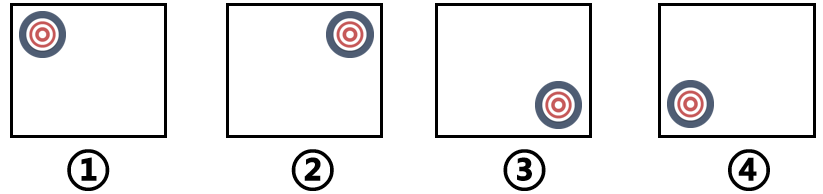 ① ② ③ ④